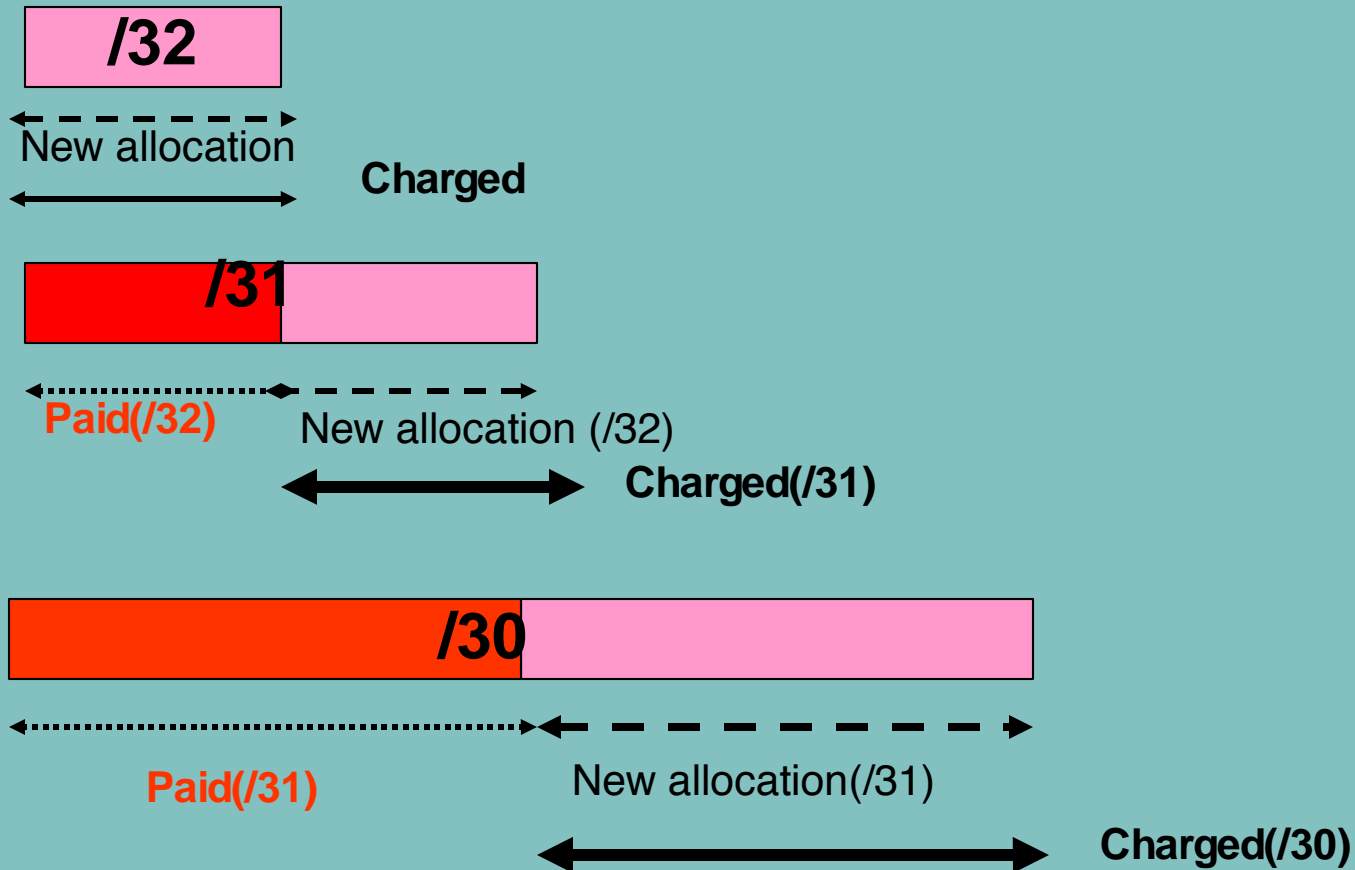 /32
New allocation
Charged
/31
Paid(/32)
New allocation (/32)
Charged(/31)
/30
Paid(/31)
New allocation(/31)
Charged(/30)